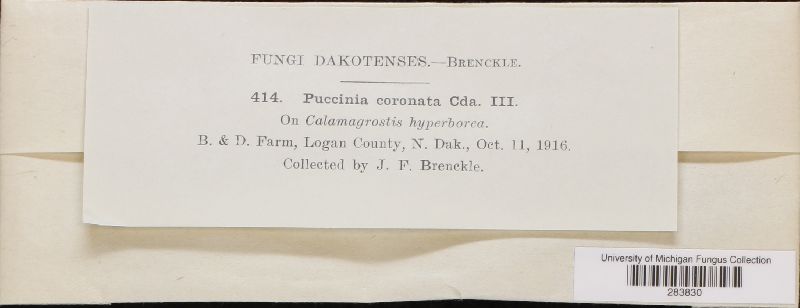 FUNGI DAKOTENSES.—BRENCKLE.
414. Puccinia coronata Cda. III.
On Calamagrostis hyperborea.
B. & D. Farm, Logan County, N. Dak., Oct. 11, 1916.
Collected by J. F. Brenckle.
University of Michigan Fungus Collection
283830